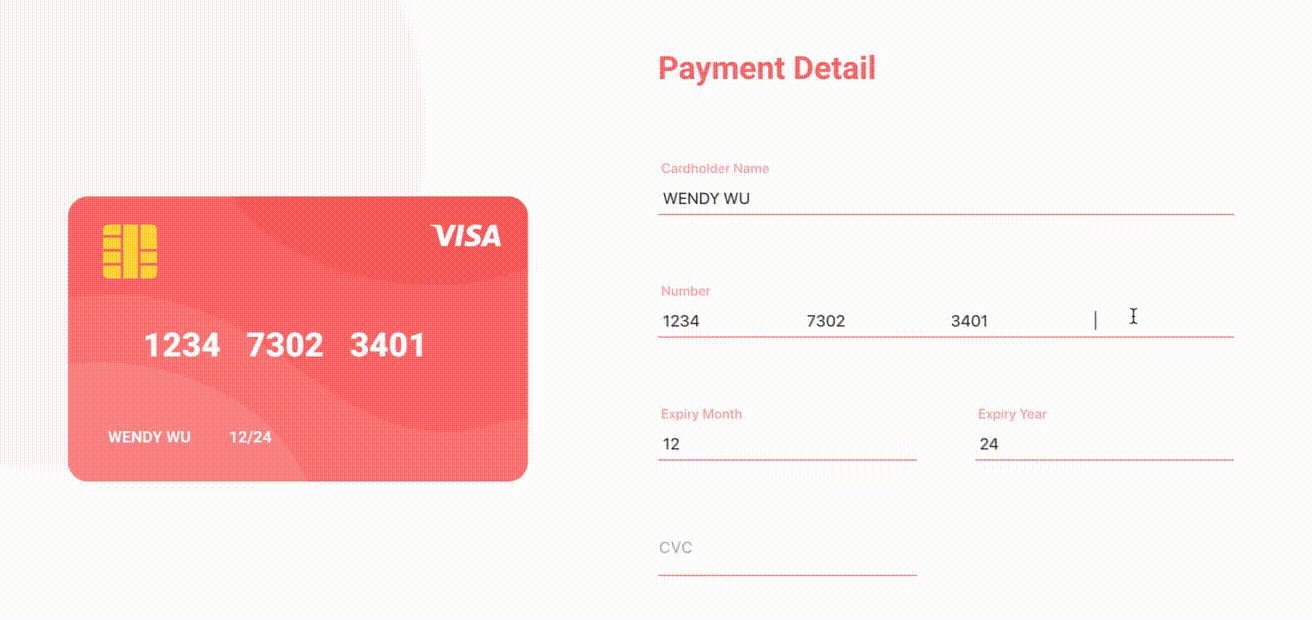 VISA
1234 7302 3401
WENDY WU 12/24
Payment Detail
Cardholder Name
WENDY WU
Number
1234 7302 3401
Expiry Month Expiry Year
12 24
CVC